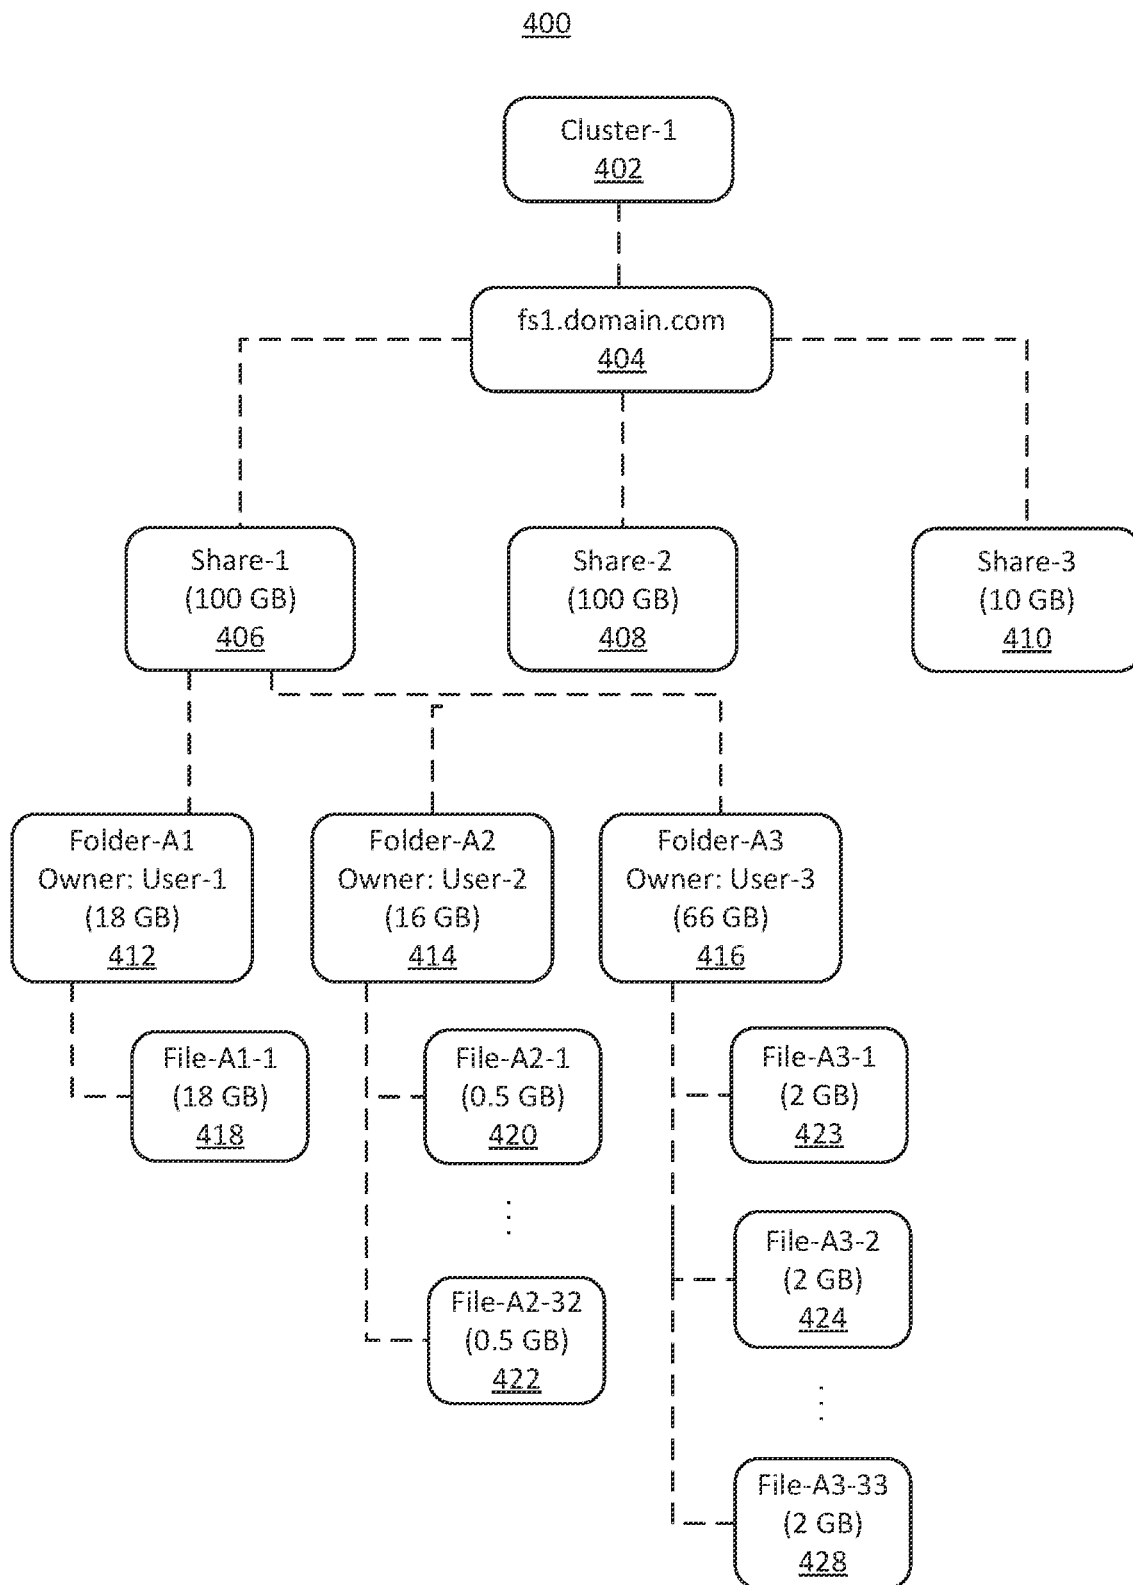 400
Cluster-1
402
fs1.domain.com
404
Share-1
(100 GB)
406
Share-2
(100 GB)
408
Share-3
(10 GB)
410
Folder-A1
Owner: User-1
(18 GB)
412
Folder-A2
Owner: User-2
(16 GB)
414
Folder-A3
Owner: User-3
(66 GB)
416
File-A1-1
(18 GB)
418
File-A2-1
(0.5 GB)
420
⋮
File-A2-32
(0.5 GB)
422
File-A3-1
(2 GB)
423
File-A3-2
(2 GB)
424
⋮
File-A3-33
(2 GB)
428